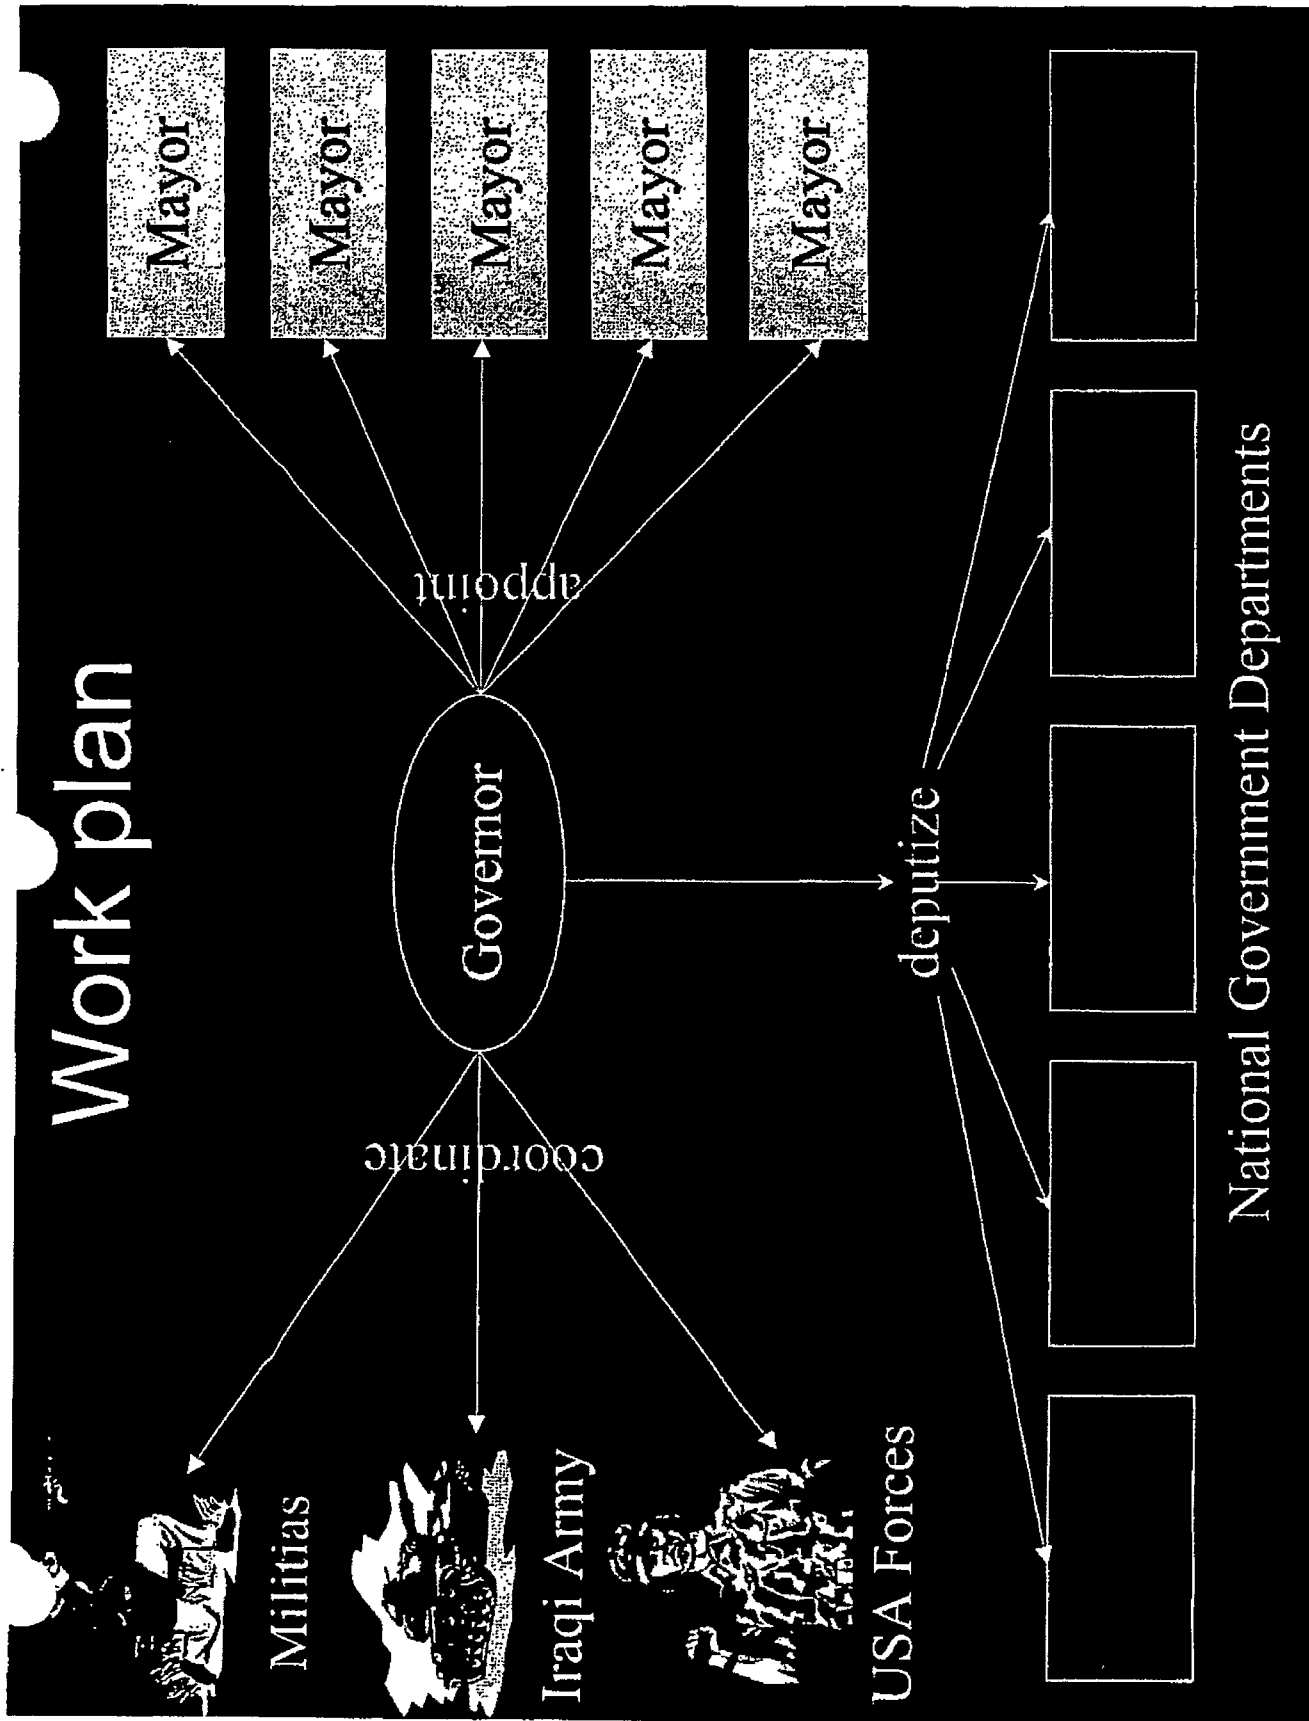 Work plan
Militias
Iraqi Army
USA Forces
coordinate
Governor
appoint
Mayor
Mayor
Mayor
Mayor
Mayor
deputize
National Government Departments